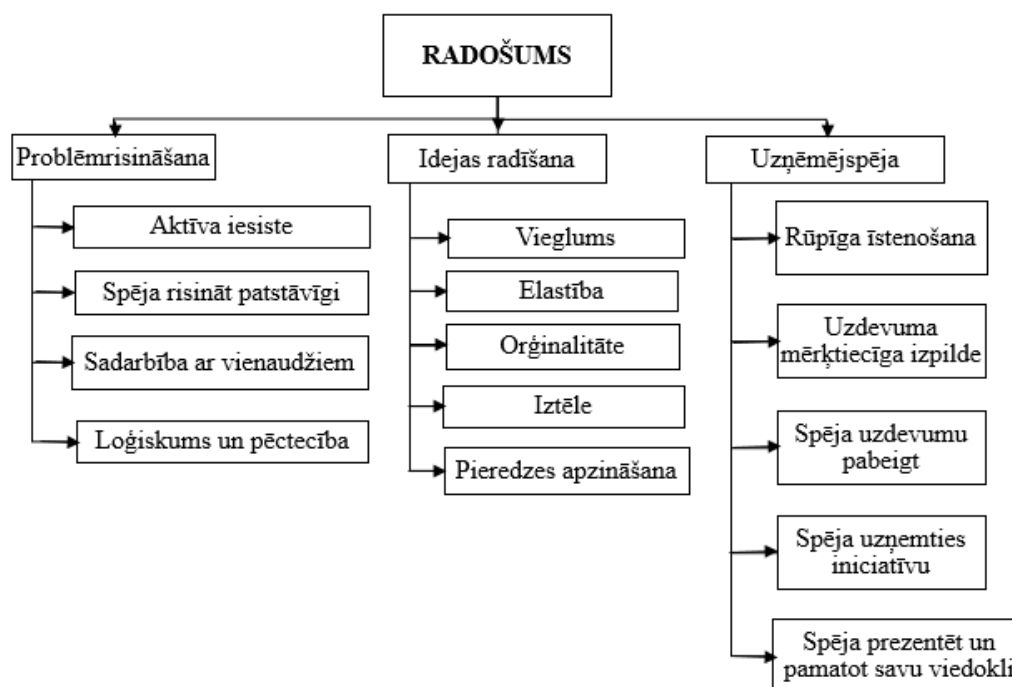 RADOŠUMS
Problēmrisināšana
Aktīva iesiste
Spēja risināt patstāvīgi
Sadarbība ar vienaudžiem
Loģiskums un pēctecība
Idejas radīšana
Vieglums
Elastība
Orģinalitāte
Iztēle
Pieredzes apzināšana
Uzņēmējspēja
Rūpīga īstenošana
Uzdevuma
mērķtiecīga izpilde
Spēja uzdevumu
pabeigt
Spēja uzņemties
iniciatīvu
Spēja prezentēt un
pamatot savu viedokli